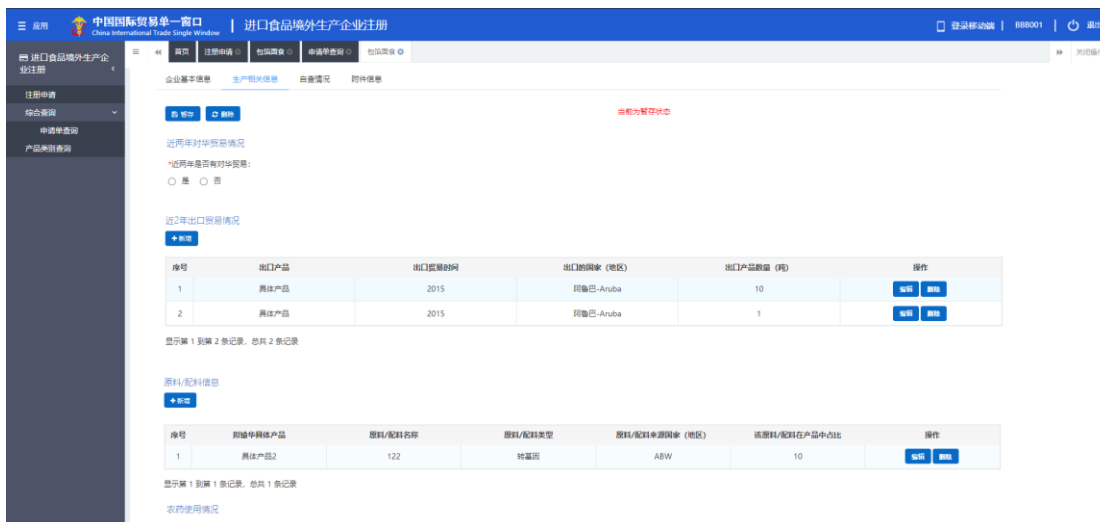 应用 中国国际贸易单一窗口 | 进口食品境外生产企业注册 登录移动端 | BBB001 | 退出
China International Trade Single Window
进口食品境外生产企业注册
首页 注册申请 包馅面食 申请单查询 包馅面食 关闭操作
企业基本信息 生产相关信息 自查情况 附件信息
注册申请
综合查询
申请单查询
产品类别查询
暂存 删除 当前为暂存状态
近两年对华贸易情况
*近两年是否有对华贸易:
是 否
近2年出口贸易情况
+新增
序号 出口产品 出口贸易时间 出口的国家(地区) 出口产品数量(吨) 操作
1 具体产品 2015 阿鲁巴-Aruba 10 编辑 删除
2 具体产品 2015 阿鲁巴-Aruba 1 编辑 删除
显示第 1 到第 2 条记录,总共 2 条记录
原料/配料信息
+新增
序号 拟输华具体产品 原料/配料名称 原料/配料类型 原料/配料来源国家(地区) 该原料/配料在产品中占比 操作
1 具体产品2 122 转基因 ABW 10 编辑 删除
显示第 1 到第 1 条记录,总共 1 条记录
农药使用情况